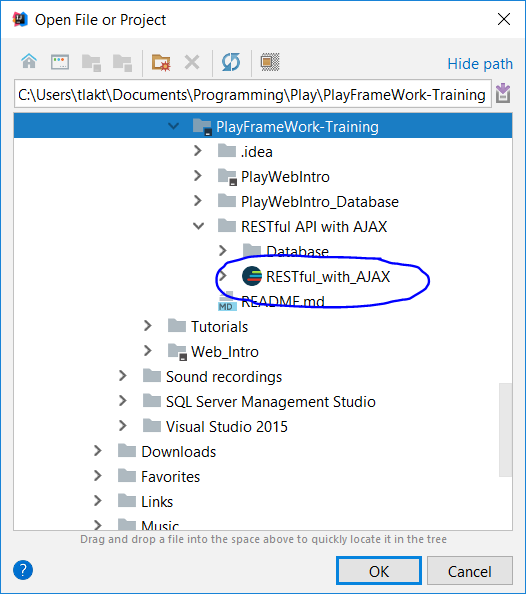 Open File or Project
Hide path
C:\Users\tlakt\Documents\Programming\Play\PlayFrameWork-Training
PlayFrameWork-Training
.idea
PlayWebIntro
PlayWebIntro_Database
RESTful API with AJAX
Database
RESTful_with_AJAX
MD README.md
Tutorials
Web_Intro
Sound recordings
SQL Server Management Studio
Visual Studio 2015
Downloads
Favorites
Links
Music
Drag and drop a file into the space above to quickly locate it in the tree
? OK Cancel